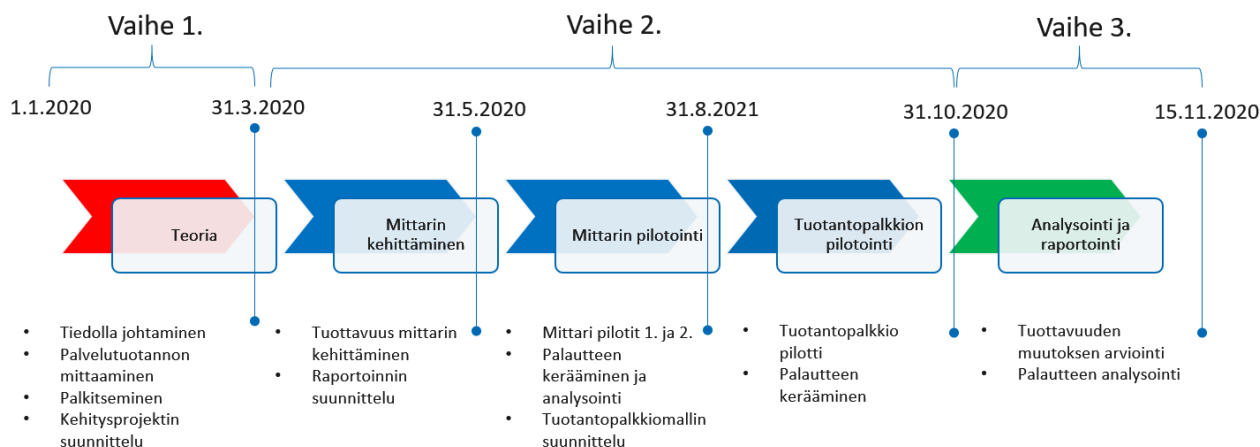 Vaihe 1.
Vaihe 2.
Vaihe 3.
1.1.2020
31.3.2020
31.5.2020
31.8.2021
31.10.2020
15.11.2020
Teoria
Mittarin
kehittäminen
Mittarin pilotointi
Tuotantopalkkion
pilotointi
Analysointi ja
raportointi
• Tiedolla johtaminen
• Palvelutuotannon
mittaaminen
• Palkitseminen
• Kehitysprojektin
suunnittelu
• Tuottavuus mittarin
kehittäminen
• Raportoinnin
suunnittelu
• Mittari pilotit 1. ja 2.
• Palautteen
kerääminen ja
analysointi
• Tuotantopalkkiomallin
suunnittelu
• Tuotantopalkkio
pilotti
• Palautteen
kerääminen
• Tuottavuuden
muutoksen arviointi
• Palautteen analysointi